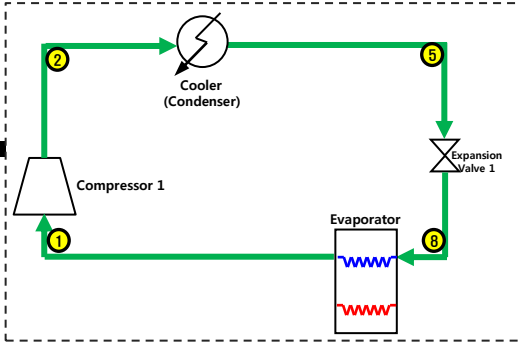 2
5
Cooler
(Condenser)
Expansion
Valve 1
Compressor 1
Evaporator
1
8